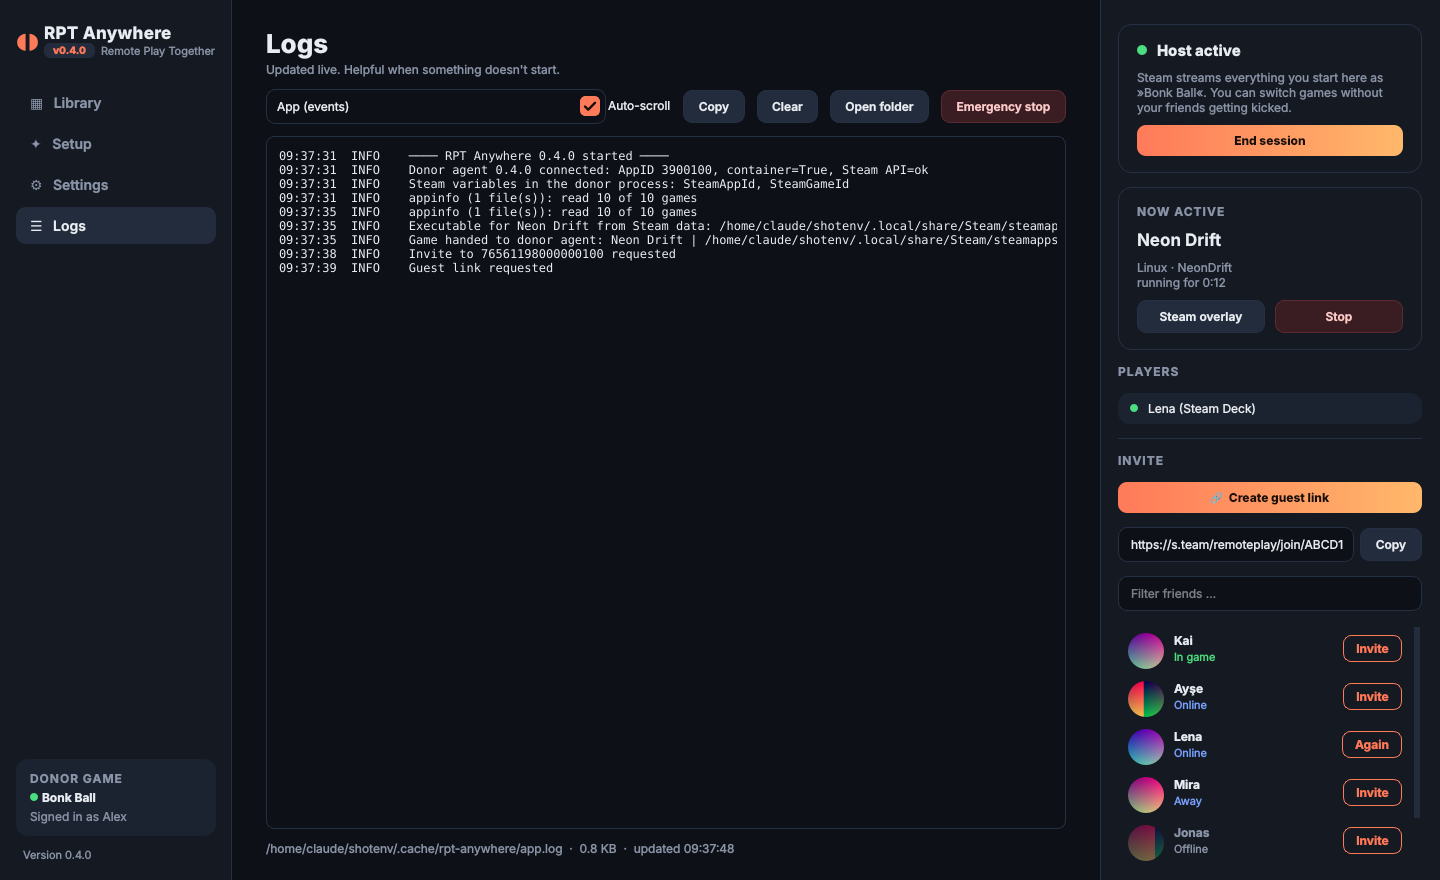 RPT Anywhere
v0.4.0 Remote Play Together
Library
Setup
Settings
Logs
DONOR GAME
Bonk Ball
Signed in as Alex
Version 0.4.0
Logs
Updated live. Helpful when something doesn't start.
App (events)
Auto-scroll
Copy
Clear
Open folder
Emergency stop
09:37:31 INFO ──── RPT Anywhere 0.4.0 started ────
09:37:31 INFO Donor agent 0.4.0 connected: AppID 3900100, container=True, Steam API=ok
09:37:31 INFO Steam variables in the donor process: SteamAppId, SteamGameId
09:37:31 INFO appinfo (1 file(s)): read 10 of 10 games
09:37:35 INFO appinfo (1 file(s)): read 10 of 10 games
09:37:35 INFO Executable for Neon Drift from Steam data: /home/claude/shotenv/.local/share/Steam/steamap
09:37:35 INFO Game handed to donor agent: Neon Drift | /home/claude/shotenv/.local/share/Steam/steamapps
09:37:38 INFO Invite to 76561198000000100 requested
09:37:39 INFO Guest link requested
/home/claude/shotenv/.cache/rpt-anywhere/app.log · 0.8 KB · updated 09:37:48
Host active
Steam streams everything you start here as
»Bonk Ball«. You can switch games without
your friends getting kicked.
End session
NOW ACTIVE
Neon Drift
Linux · NeonDrift
running for 0:12
Steam overlay
Stop
PLAYERS
Lena (Steam Deck)
INVITE
Create guest link
https://s.team/remoteplay/join/ABCD1
Copy
Filter friends ...
Kai
In game
Invite
Ayşe
Online
Invite
Lena
Online
Again
Mira
Away
Invite
Jonas
Offline
Invite